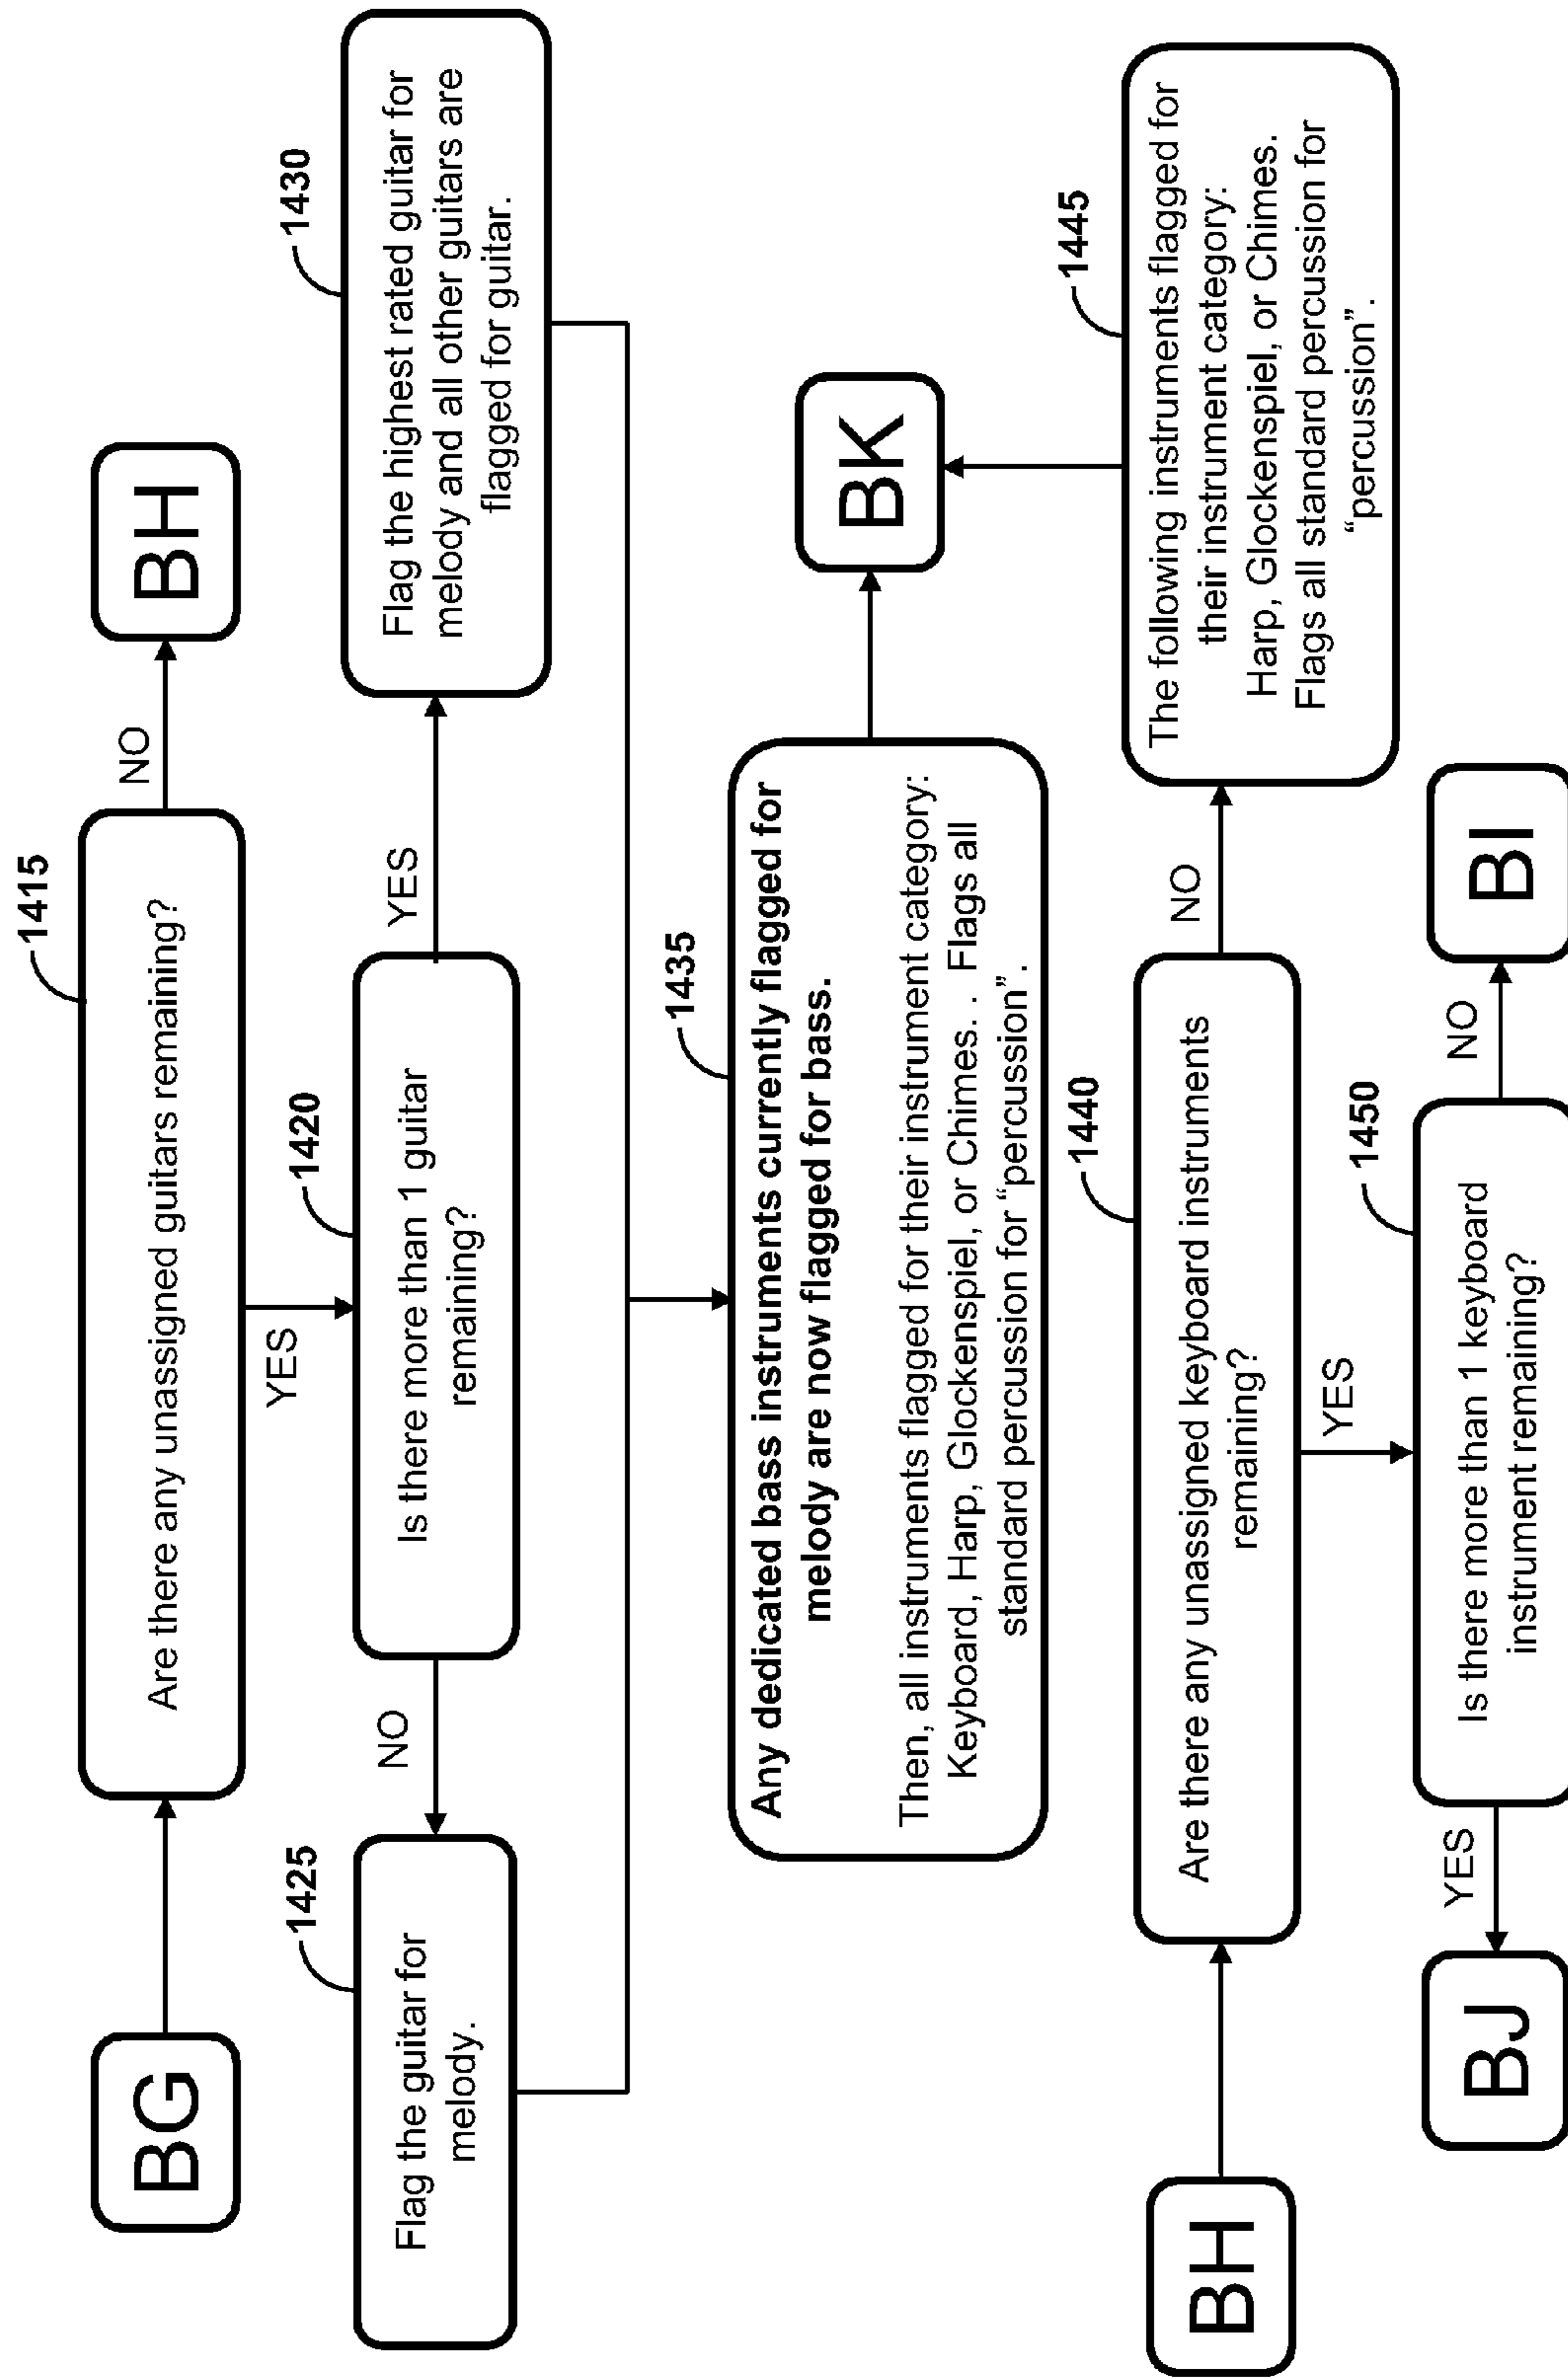 BG
1415
Are there any unassigned guitars remaining?
NO
BH
YES
1420
Is there more than 1 guitar
remaining?
NO
1425
Flag the guitar for
melody.
YES
1430
Flag the highest rated guitar for
melody and all other guitars are
flagged for guitar.
1435
Any dedicated bass instruments currently flagged for
melody are now flagged for bass.
Then, all instruments flagged for their instrument category:
Keyboard, Harp, Glockenspiel, or Chimes. . Flags all
standard percussion for “percussion”.
BK
BH
1440
Are there any unassigned keyboard instruments
remaining?
NO
1445
The following instruments flagged for
their instrument category:
Harp, Glockenspiel, or Chimes.
Flags all standard percussion for
“percussion”.
YES
1450
Is there more than 1 keyboard
instrument remaining?
YES
BJ
NO
BI